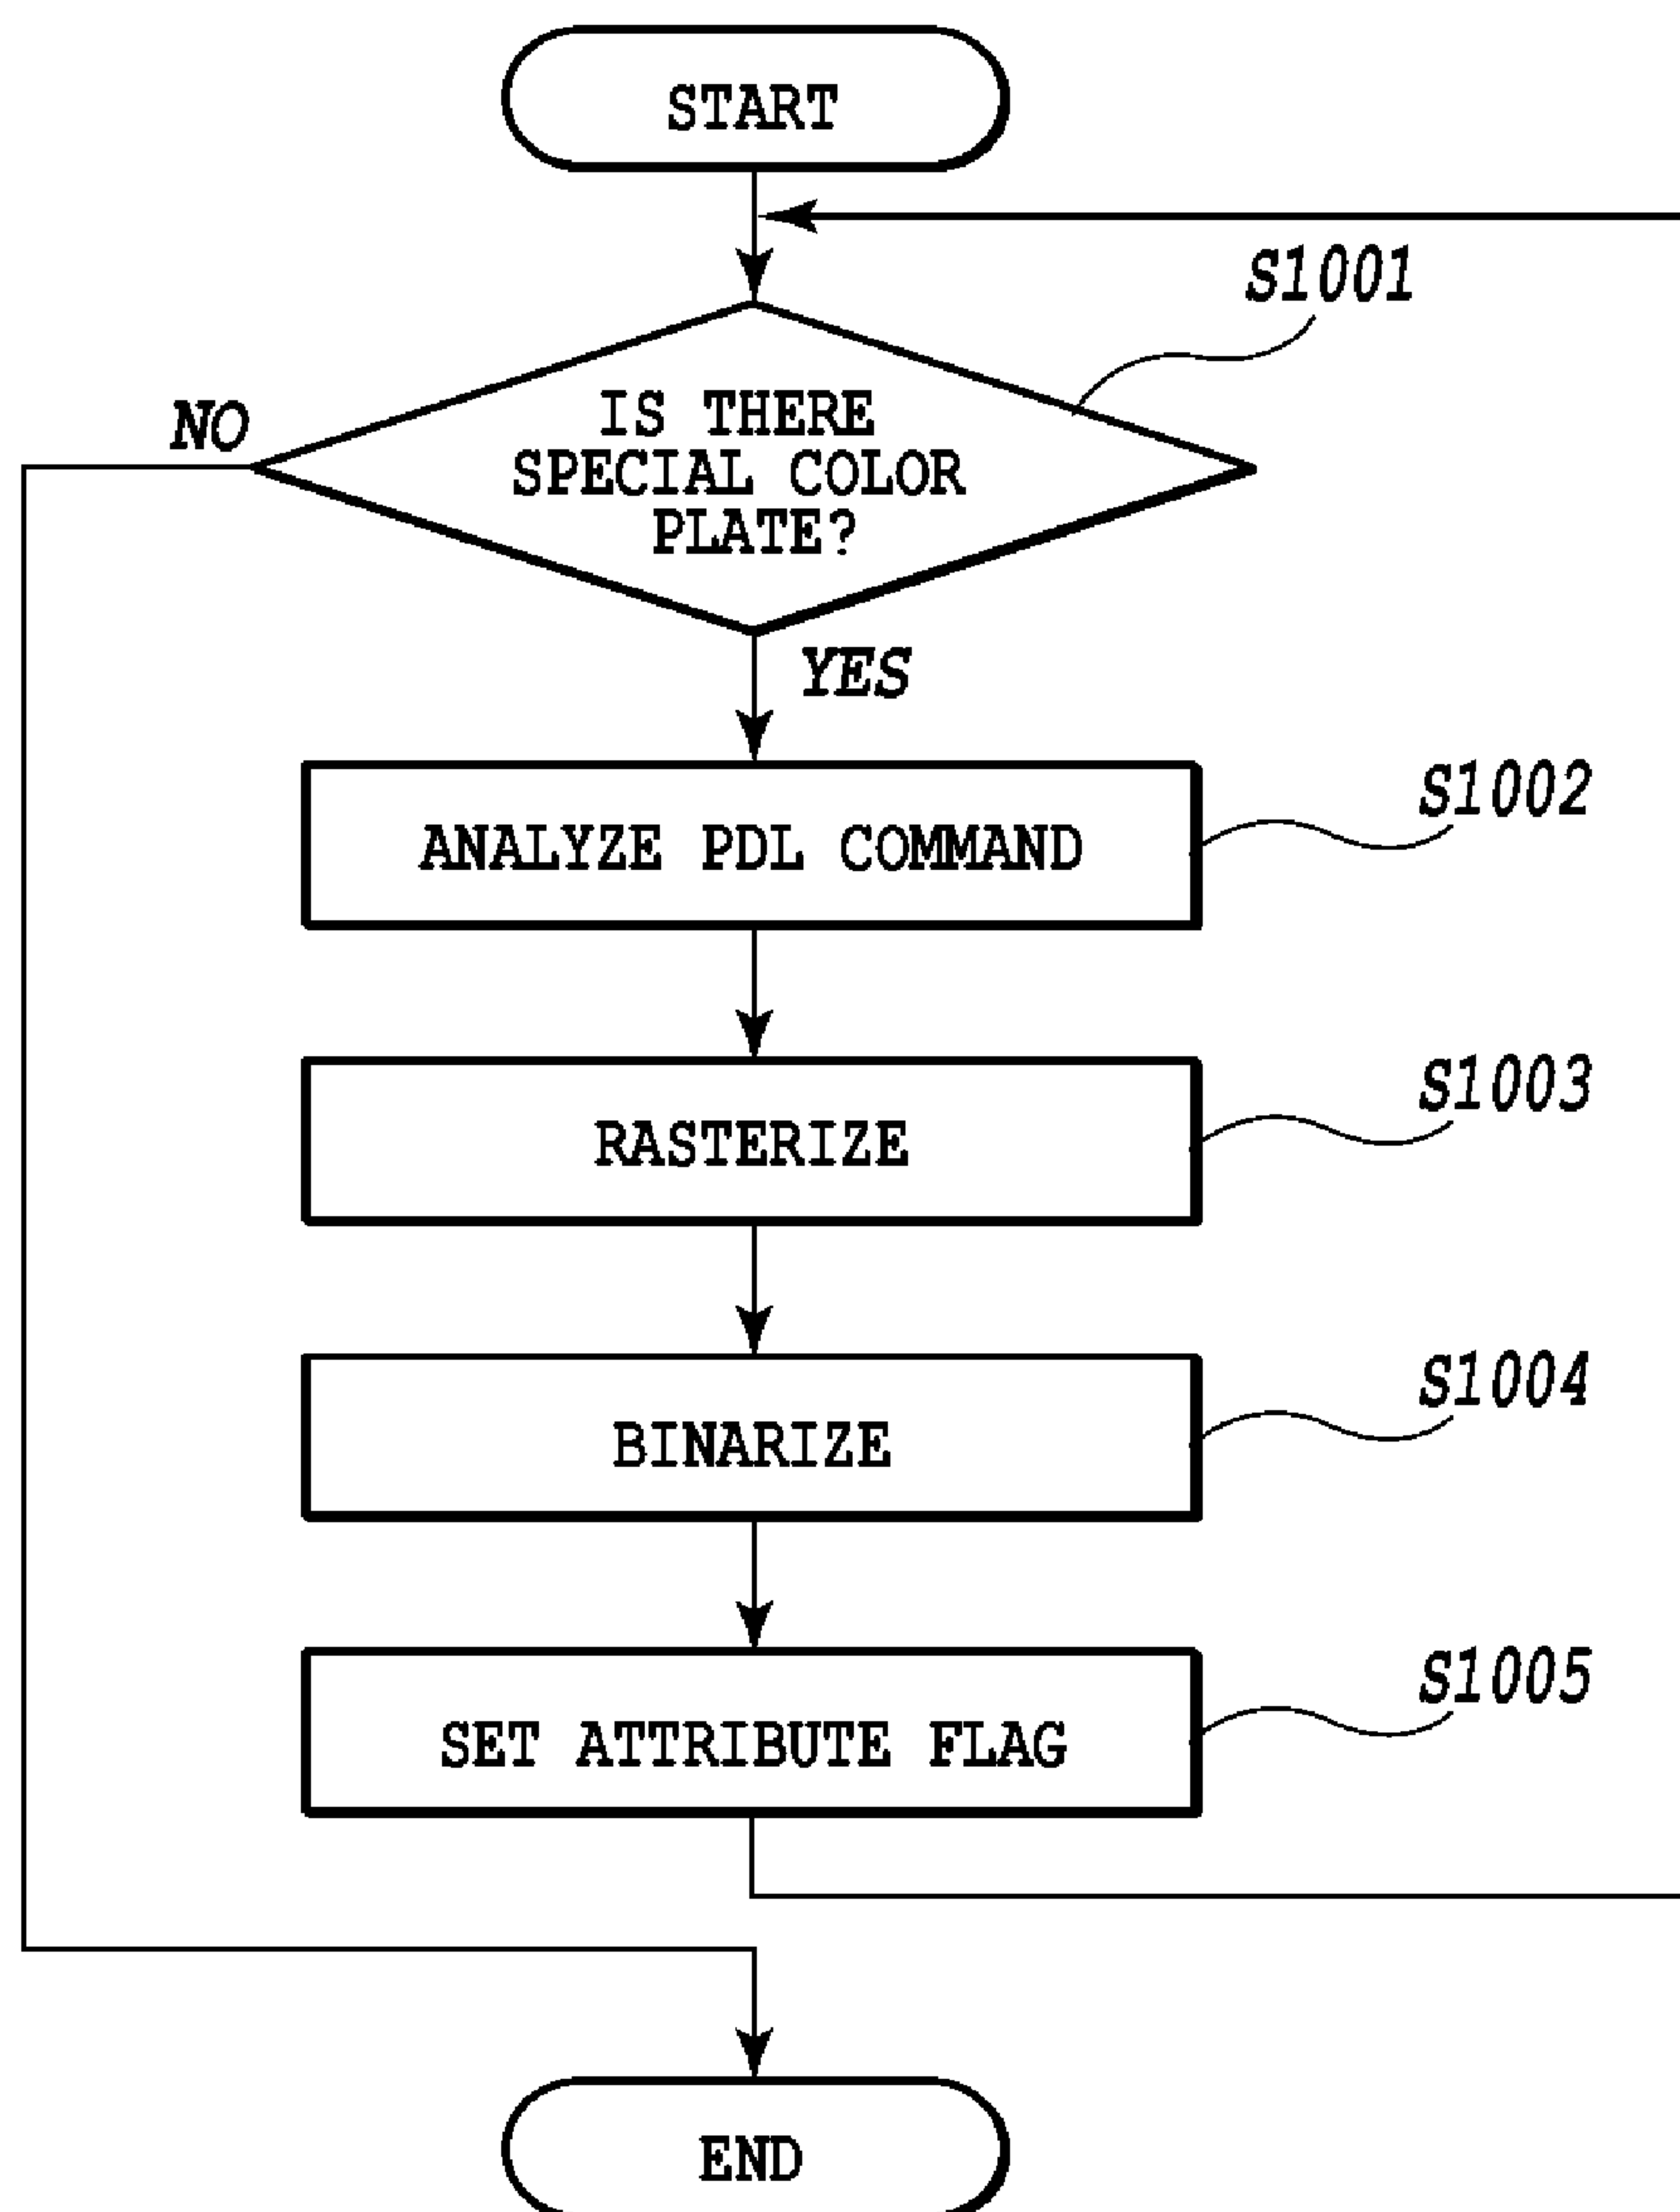 START
S1001
NO
IS THERE
SPECIAL COLOR
PLATE?
YES
S1002
ANALYZE PDL COMMAND
S1003
RASTERIZE
S1004
BINARIZE
S1005
SET ATTRIBUTE FLAG
END